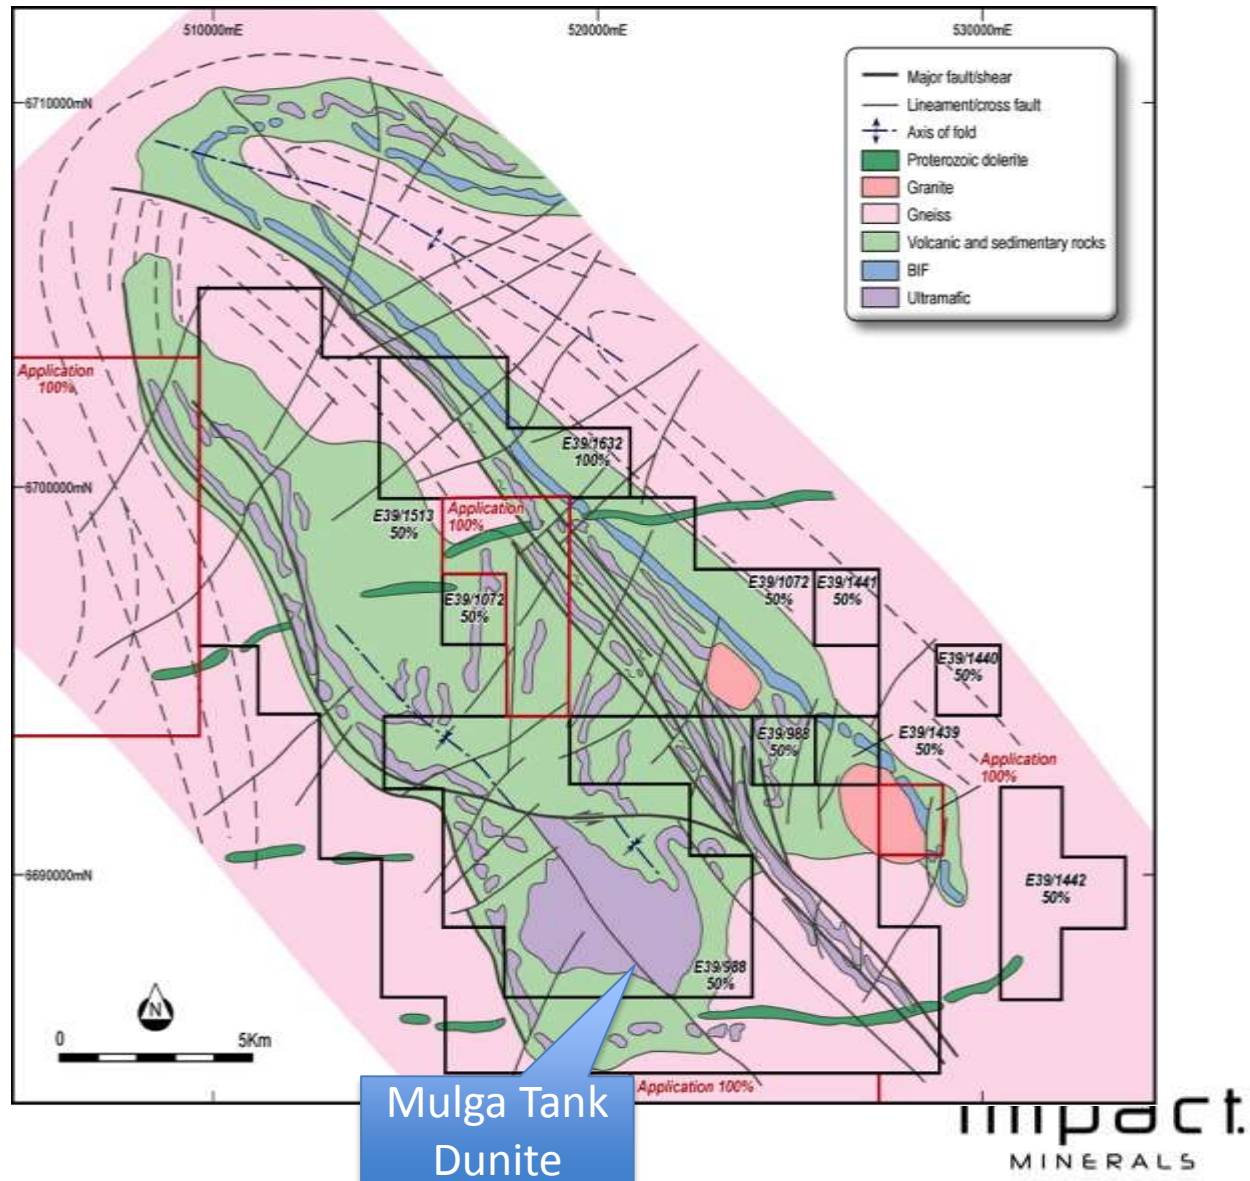 510000mE
520000mE
530000mE
6710000mN
6700000mN
6690000mN
Major fault/shear
Lineament/cross fault
Axis of fold
Proterozoic dolerite
Granite
Gneiss
Volcanic and sedimentary rocks
BIF
Ultramafic
Application
100%
E39/1632
100%
E39/1513
50%
Application
100%
E39/1072
50%
E39/1072
50%
E39/1441
50%
E39/1440
50%
E39/988
50%
E39/1439
50%
Application
100%
E39/1442
50%
E39/988
50%
N
0
5Km
Application 100%
Mulga Tank
Dunite
impact.
MINERALS